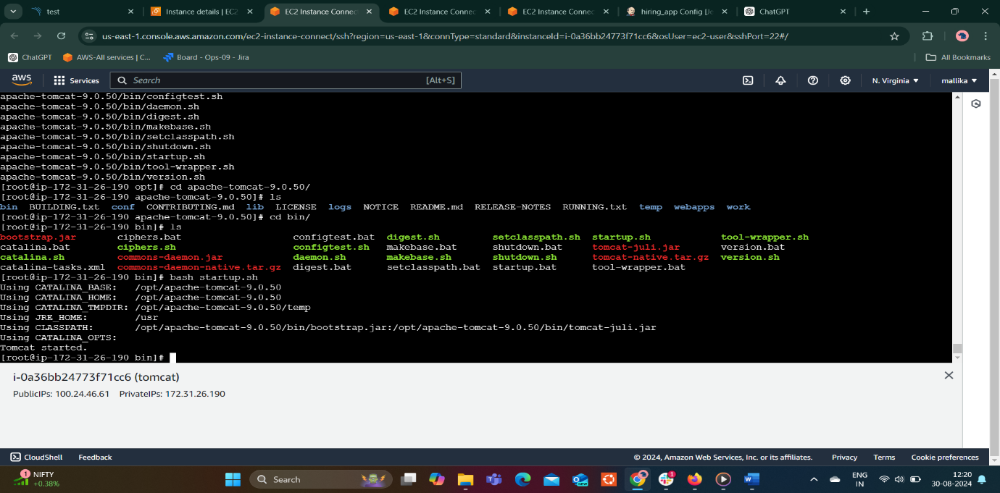 test
Instance details | EC2
EC2 Instance Connec
EC2 Instance Connec
EC2 Instance Connec
hiring_app Config [Je
ChatGPT
us-east-1.console.aws.amazon.com/ec2-instance-connect/ssh?region=us-east-1&connType=standard&instanceId=i-0a36bb24773f71cc6&osUser=ec2-user&sshPort=22#/
ChatGPT AWS-All services | C... Board - Ops-09 - Jira All Bookmarks
aws Services Search [Alt+S] N. Virginia ▼ mallika ▼
apache-tomcat-9.0.50/bin/configtest.sh
apache-tomcat-9.0.50/bin/daemon.sh
apache-tomcat-9.0.50/bin/digest.sh
apache-tomcat-9.0.50/bin/makebase.sh
apache-tomcat-9.0.50/bin/setclasspath.sh
apache-tomcat-9.0.50/bin/shutdown.sh
apache-tomcat-9.0.50/bin/startup.sh
apache-tomcat-9.0.50/bin/tool-wrapper.sh
apache-tomcat-9.0.50/bin/version.sh
[root@ip-172-31-26-190 opt]# cd apache-tomcat-9.0.50/
[root@ip-172-31-26-190 apache-tomcat-9.0.50]# ls
bin BUILDING.txt conf CONTRIBUTING.md lib LICENSE logs NOTICE README.md RELEASE-NOTES RUNNING.txt temp webapps work
[root@ip-172-31-26-190 apache-tomcat-9.0.50]# cd bin/
[root@ip-172-31-26-190 bin]# ls
bootstrap.jar ciphers.bat configtest.bat digest.sh setclasspath.sh startup.sh tool-wrapper.sh
catalina.bat ciphers.sh configtest.sh makebase.bat shutdown.bat tomcat-juli.jar version.bat
catalina.sh commons-daemon.jar daemon.sh makebase.sh shutdown.sh tomcat-native.tar.gz version.sh
catalina-tasks.xml commons-daemon-native.tar.gz digest.bat setclasspath.bat startup.bat tool-wrapper.bat
[root@ip-172-31-26-190 bin]# bash startup.sh
Using CATALINA_BASE: /opt/apache-tomcat-9.0.50
Using CATALINA_HOME: /opt/apache-tomcat-9.0.50
Using CATALINA_TMPDIR: /opt/apache-tomcat-9.0.50/temp
Using JRE_HOME: /usr
Using CLASSPATH: /opt/apache-tomcat-9.0.50/bin/bootstrap.jar:/opt/apache-tomcat-9.0.50/bin/tomcat-juli.jar
Using CATALINA_OPTS:
Tomcat started.
[root@ip-172-31-26-190 bin]#
i-0a36bb24773f71cc6 (tomcat)
PublicIPs: 100.24.46.61 PrivateIPs: 172.31.26.190
CloudShell Feedback © 2024, Amazon Web Services, Inc. or its affiliates. Privacy Terms Cookie preferences
1 NIFTY
+0.38%
Search
NEW
1
W
ENG
IN
12:20
30-08-2024